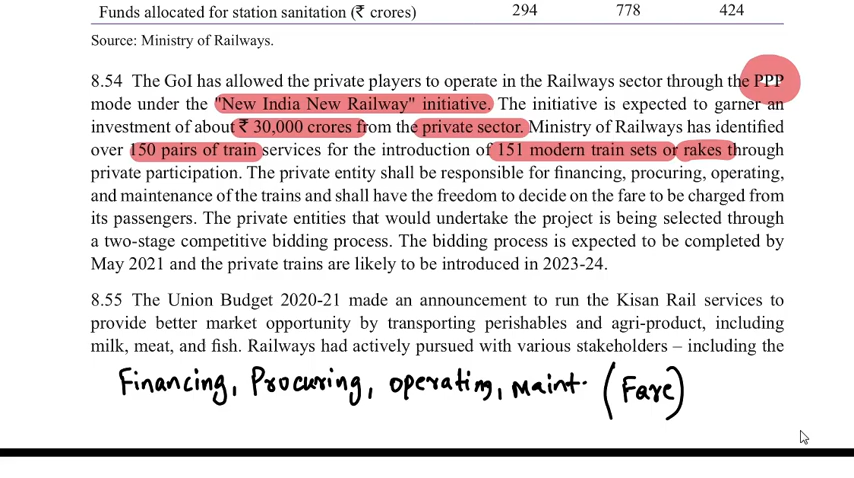 Funds allocated for station sanitation (₹ crores) 294 778 424
Source: Ministry of Railways.
8.54 The GoI has allowed the private players to operate in the Railways sector through the PPP
mode under the "New India New Railway" initiative. The initiative is expected to garner an
investment of about ₹ 30,000 crores from the private sector. Ministry of Railways has identified
over 150 pairs of train services for the introduction of 151 modern train sets or rakes through
private participation. The private entity shall be responsible for financing, procuring, operating,
and maintenance of the trains and shall have the freedom to decide on the fare to be charged from
its passengers. The private entities that would undertake the project is being selected through
a two-stage competitive bidding process. The bidding process is expected to be completed by
May 2021 and the private trains are likely to be introduced in 2023-24.
8.55 The Union Budget 2020-21 made an announcement to run the Kisan Rail services to
provide better market opportunity by transporting perishables and agri-product, including
milk, meat, and fish. Railways had actively pursued with various stakeholders – including the
Financing, Procuring, operating, maint. (Fare)